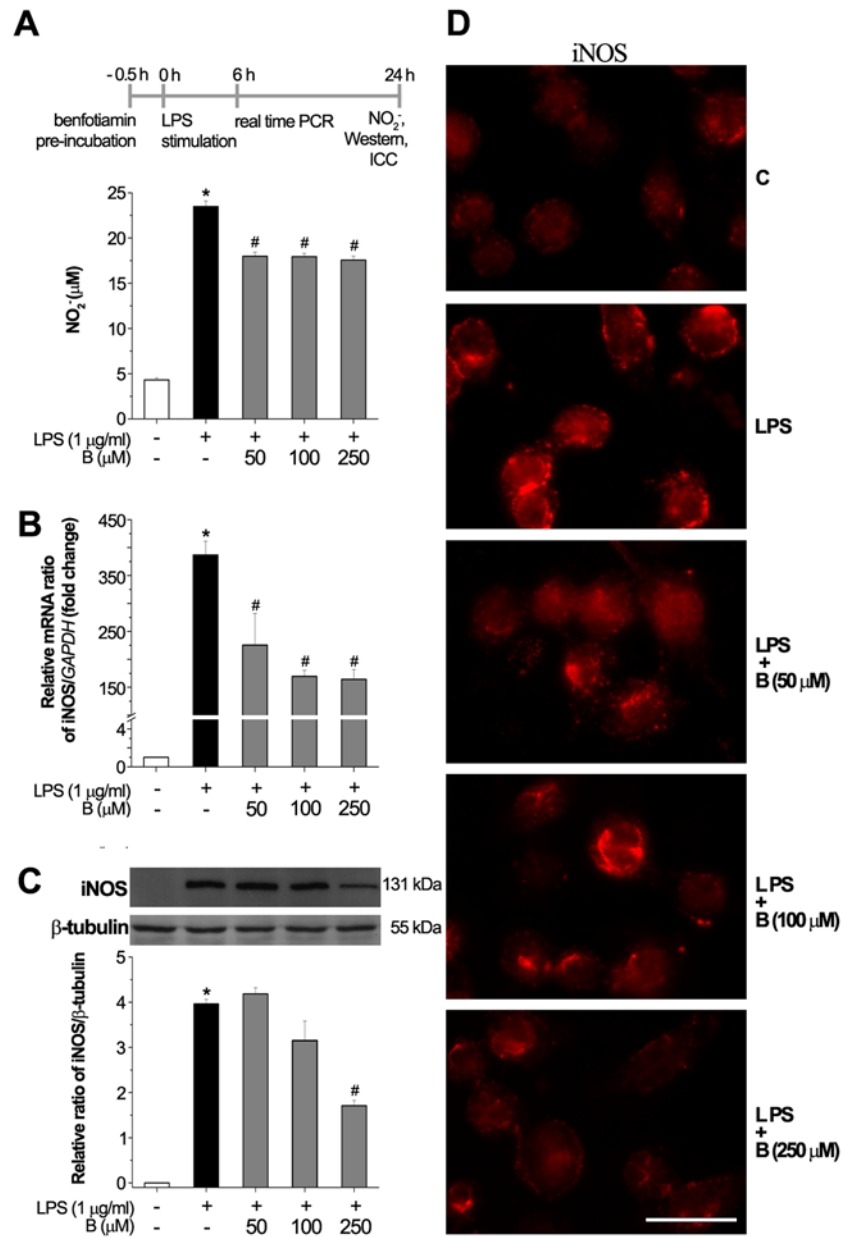 A
-0.5 h 0 h 6 h 24 h
benfotiamin LPS real time PCR NO₂⁻,
pre-incubation stimulation Western,
ICC
25
*
20
# # #
15
NO₂⁻ (µM)
10
5
0
LPS (1 µg/ml) - + + + +
B (µM) - - 50 100 250
B
450
*
350
#
250
# #
150
Relative mRNA ratio
of iNOS/GAPDH (fold change)
4
0
LPS (1 µg/ml) - + + + +
B (µM) - - 50 100 250
C
iNOS 131 kDa
β-tubulin 55 kDa
5
*
4
3
#
2
1
0
Relative ratio of iNOS/β-tubulin
LPS (1 µg/ml) - + + + +
B (µM) - - 50 100 250
D
iNOS
C
LPS
LPS
+
B (50 µM)
LPS
+
B (100 µM)
LPS
+
B (250 µM)